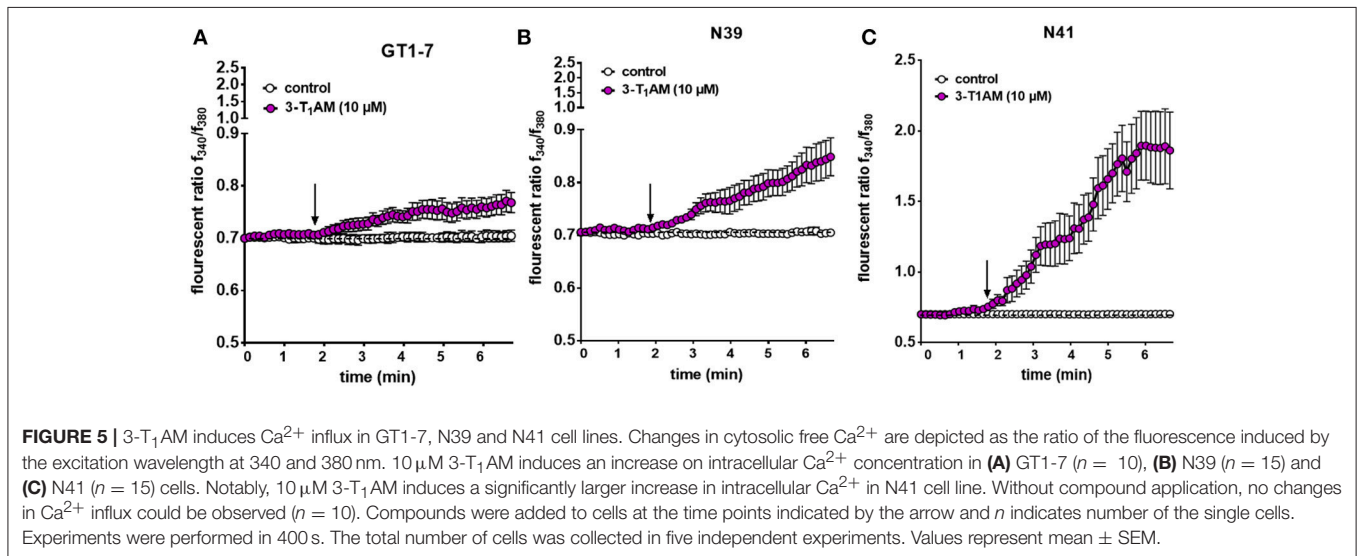 A
GT1-7
2.5
2.0
1.5
1.0
0.9
0.8
0.7
0.6
0.5
control
3-T₁AM (10 µM)
flourescent ratio f₃₄₀/f₃₈₀
0 1 2 3 4 5 6
time (min)
B
N39
2.5
2.0
1.5
1.0
0.9
0.8
0.7
0.6
0.5
control
3-T₁AM (10 µM)
flourescent ratio f₃₄₀/f₃₈₀
0 1 2 3 4 5 6
time (min)
C
N41
2.5
2.0
1.5
1.0
0.5
control
3-T1AM (10 µM)
flourescent ratio f₃₄₀/f₃₈₀
0 1 2 3 4 5 6
time (min)
FIGURE 5 | 3-T₁AM induces Ca²⁺ influx in GT1-7, N39 and N41 cell lines. Changes in cytosolic free Ca²⁺ are depicted as the ratio of the fluorescence induced by
the excitation wavelength at 340 and 380 nm. 10 µM 3-T₁AM induces an increase on intracellular Ca²⁺ concentration in (A) GT1-7 (n = 10), (B) N39 (n = 15) and
(C) N41 (n = 15) cells. Notably, 10 µM 3-T₁AM induces a significantly larger increase in intracellular Ca²⁺ in N41 cell line. Without compound application, no changes
in Ca²⁺ influx could be observed (n = 10). Compounds were added to cells at the time points indicated by the arrow and n indicates number of the single cells.
Experiments were performed in 400 s. The total number of cells was collected in five independent experiments. Values represent mean ± SEM.